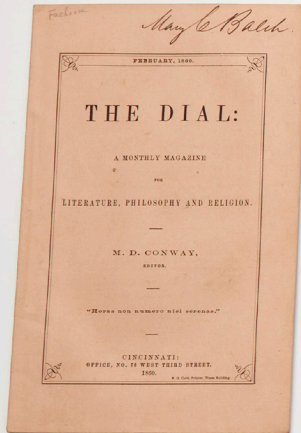 Mary C Balch.
FEBRUARY, 1860.
THE DIAL:
A MONTHLY MAGAZINE
FOR
LITERATURE, PHILOSOPHY AND RELIGION.
M. D. CONWAY,
EDITOR.
"Horas non numero nisi serenas."
CINCINNATI:
OFFICE, No. 76 WEST THIRD STREET.
1860.